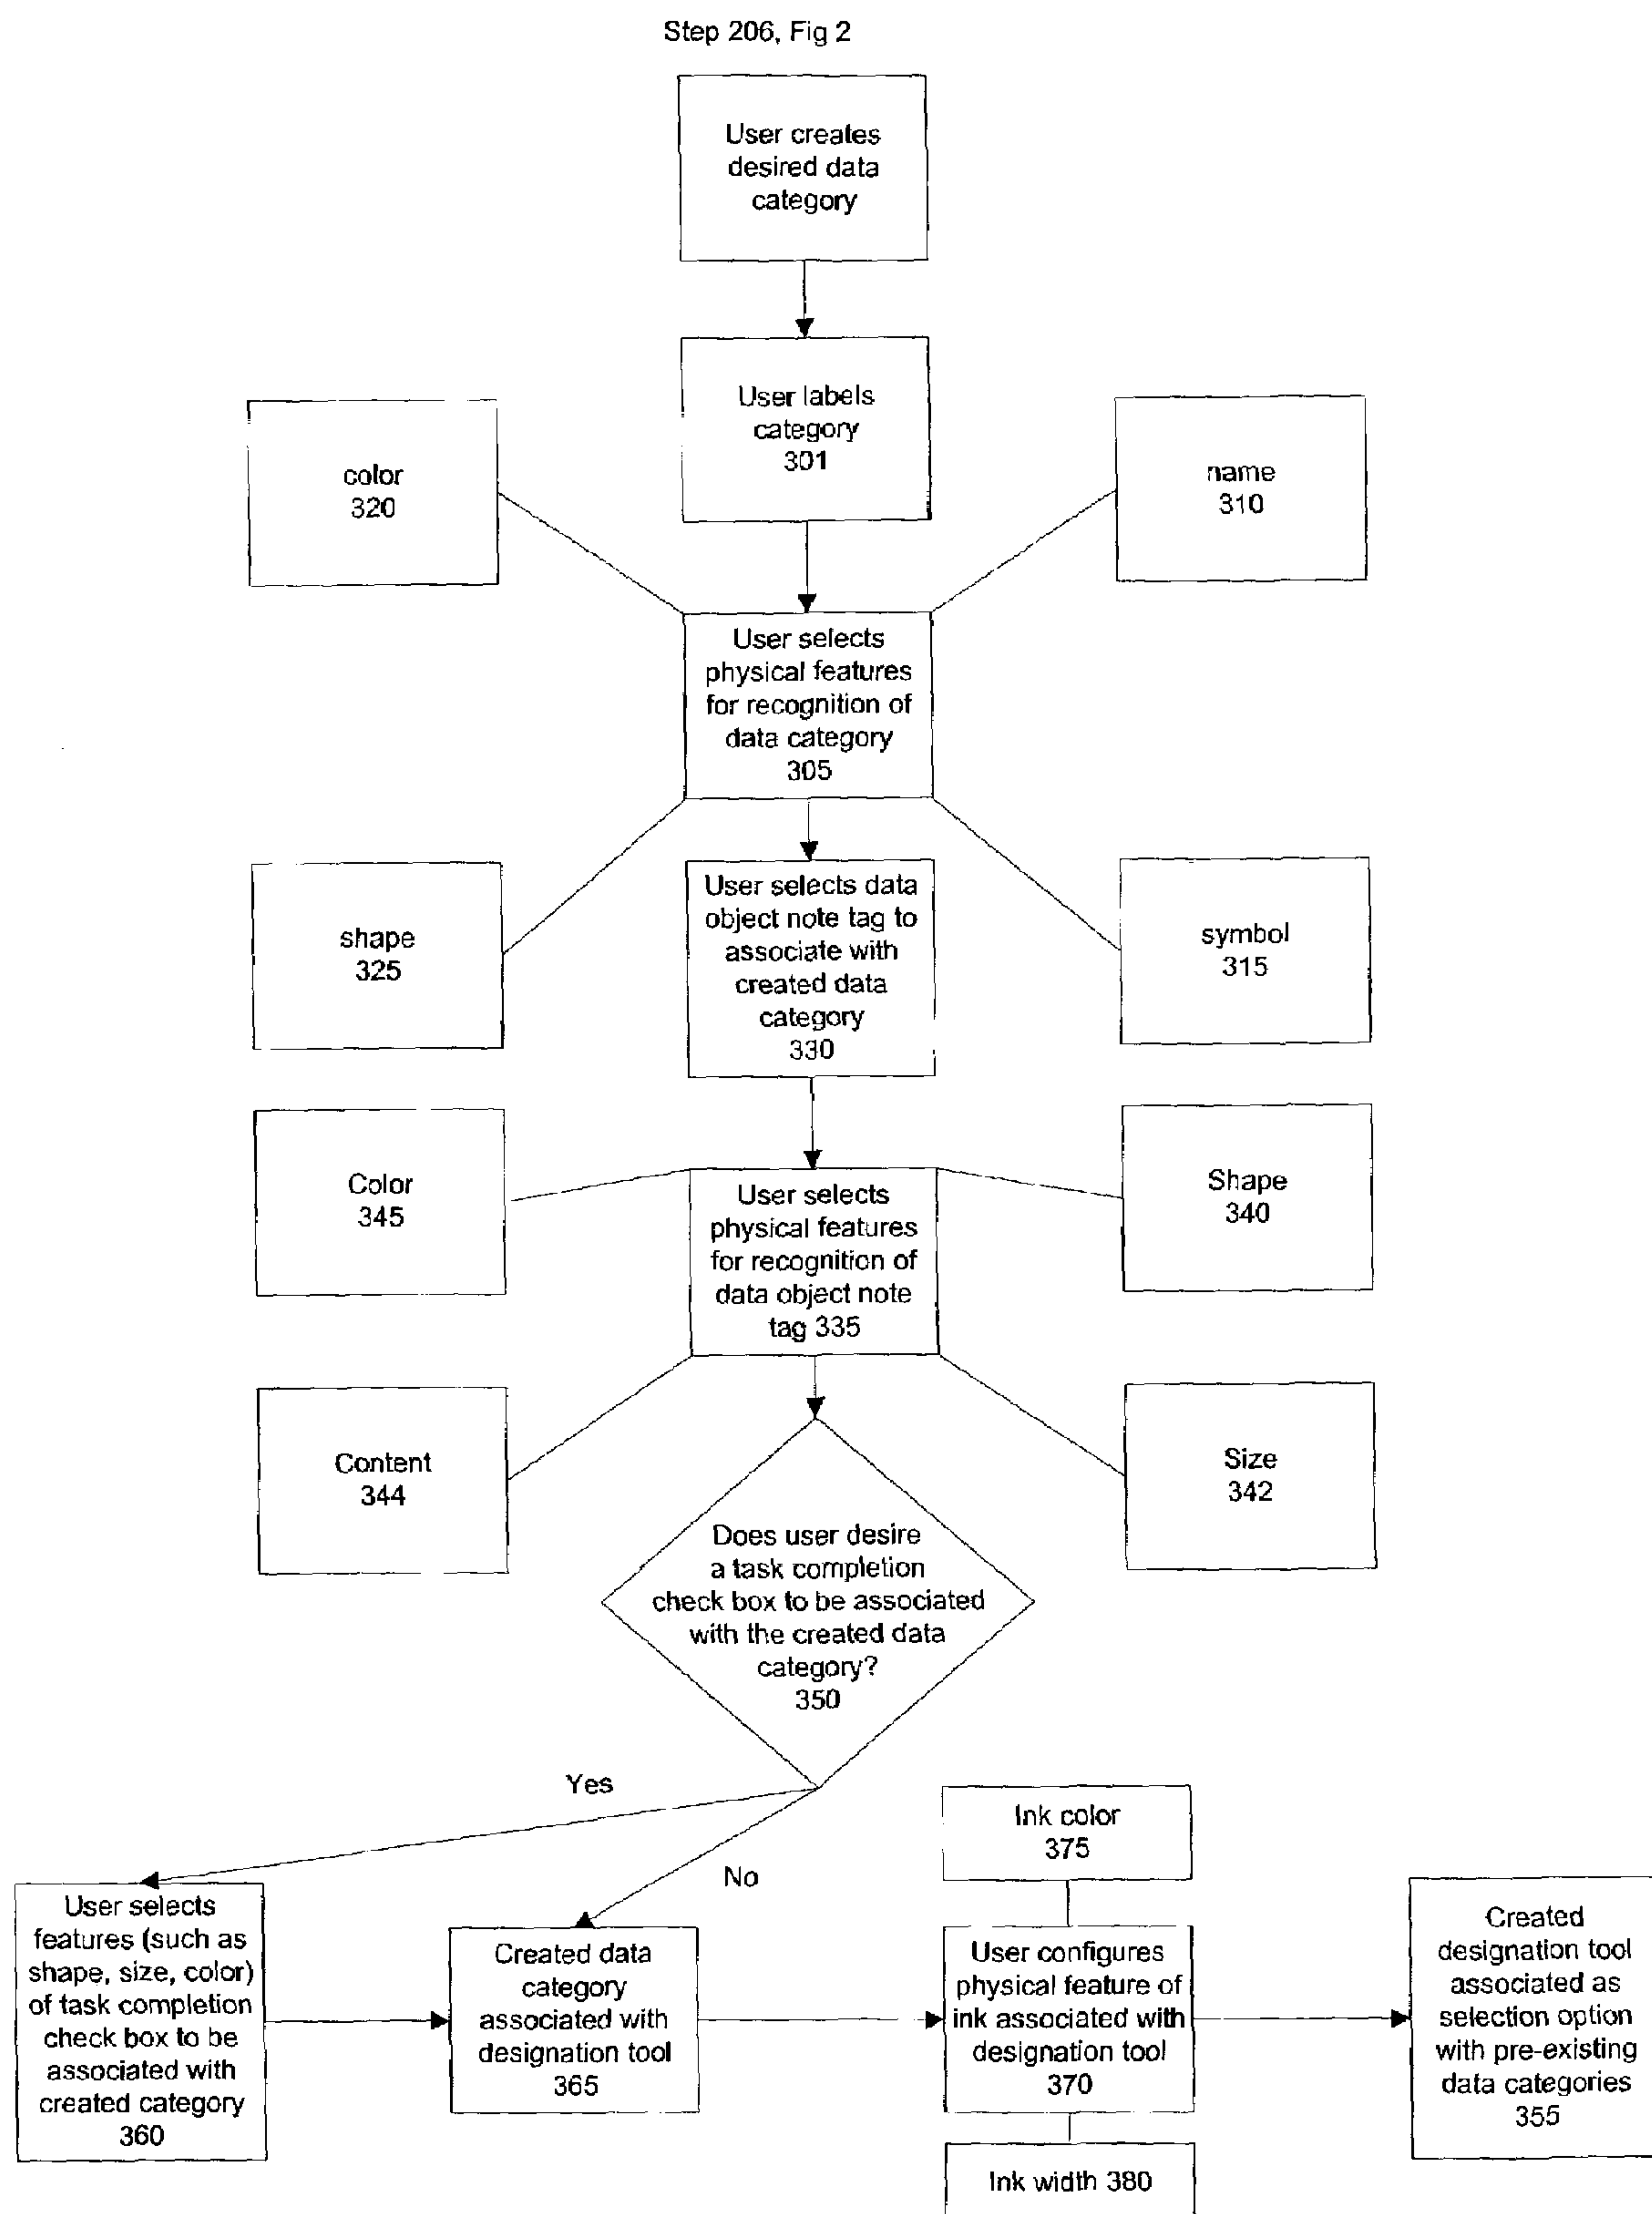 Step 206, Fig 2
User creates
desired data
category
User labels
category
301
color
320
name
310
User selects
physical features
for recognition of
data category
305
shape
325
User selects data
object note tag to
associate with
created data
category
330
symbol
315
Color
345
User selects
physical features
for recognition of
data object note
tag 335
Shape
340
Content
344
Size
342
Does user desire
a task completion
check box to be associated
with the created data
category?
350
Yes
No
User selects
features (such as
shape, size, color)
of task completion
check box to be
associated with
created category
360
Created data
category
associated with
designation tool
365
Ink color
375
User configures
physical feature of
ink associated with
designation tool
370
Ink width 380
Created
designation tool
associated as
selection option
with pre-existing
data categories
355